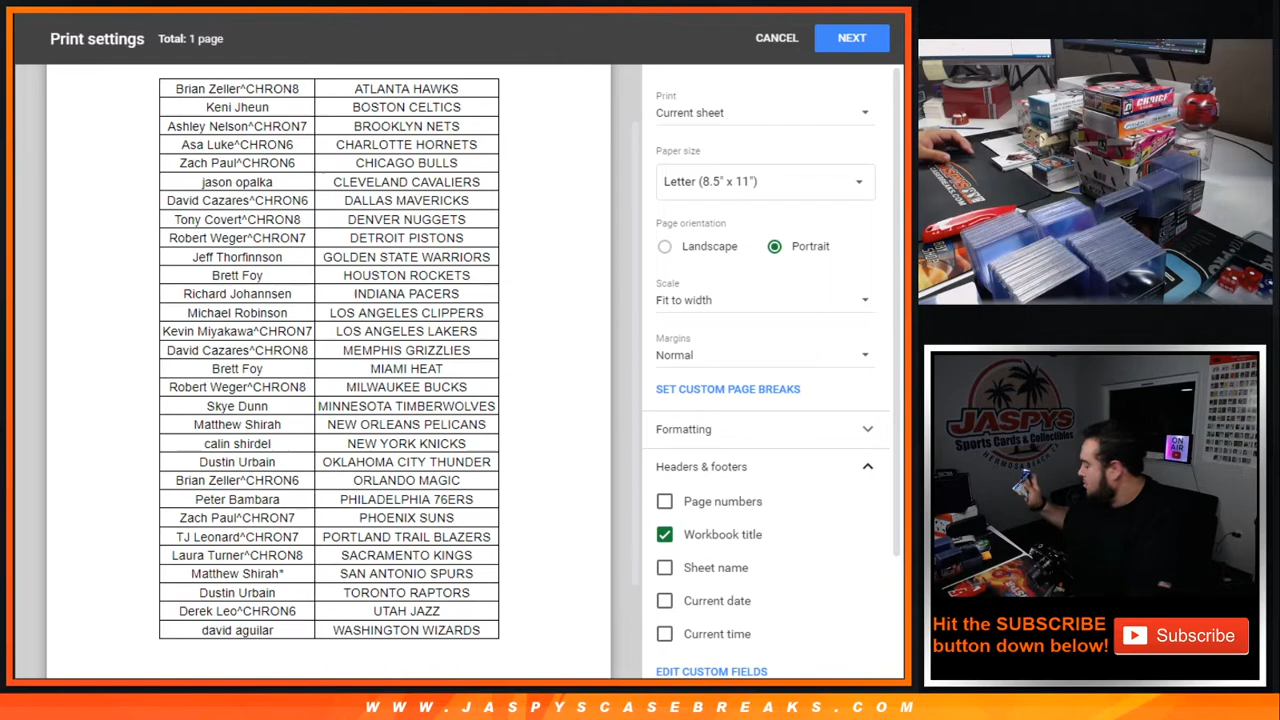 Print settings Total: 1 page CANCEL NEXT
Brian Zeller^CHRON8 ATLANTA HAWKS
Keni Jheun BOSTON CELTICS
Ashley Nelson^CHRON7 BROOKLYN NETS
Asa Luke^CHRON6 CHARLOTTE HORNETS
Zach Paul^CHRON6 CHICAGO BULLS
jason opalka CLEVELAND CAVALIERS
David Cazares^CHRON6 DALLAS MAVERICKS
Tony Covert^CHRON8 DENVER NUGGETS
Robert Weger^CHRON7 DETROIT PISTONS
Jeff Thorfinnson GOLDEN STATE WARRIORS
Brett Foy HOUSTON ROCKETS
Richard Johannsen INDIANA PACERS
Michael Robinson LOS ANGELES CLIPPERS
Kevin Miyakawa^CHRON7 LOS ANGELES LAKERS
David Cazares^CHRON8 MEMPHIS GRIZZLIES
Brett Foy MIAMI HEAT
Robert Weger^CHRON8 MILWAUKEE BUCKS
Skye Dunn MINNESOTA TIMBERWOLVES
Matthew Shirah NEW ORLEANS PELICANS
calin shirdel NEW YORK KNICKS
Dustin Urbain OKLAHOMA CITY THUNDER
Brian Zeller^CHRON6 ORLANDO MAGIC
Peter Bambara PHILADELPHIA 76ERS
Zach Paul^CHRON7 PHOENIX SUNS
TJ Leonard^CHRON7 PORTLAND TRAIL BLAZERS
Laura Turner^CHRON8 SACRAMENTO KINGS
Matthew Shirah* SAN ANTONIO SPURS
Dustin Urbain TORONTO RAPTORS
Derek Leo^CHRON6 UTAH JAZZ
david aguilar WASHINGTON WIZARDS
Print
Current sheet
Paper size
Letter (8.5" x 11")
Page orientation
Landscape Portrait
Scale
Fit to width
Margins
Normal
SET CUSTOM PAGE BREAKS
Formatting
Headers & footers
Page numbers
Workbook title
Sheet name
Current date
Current time
EDIT CUSTOM FIELDS
CHOICE
JASPYS
Sports Cards & Collectibles
HERMOSA BEACH, CA
ON
AIR
Hit the SUBSCRIBE
button down below!
Subscribe
WWW.JASPYSCASEBREAKS.COM